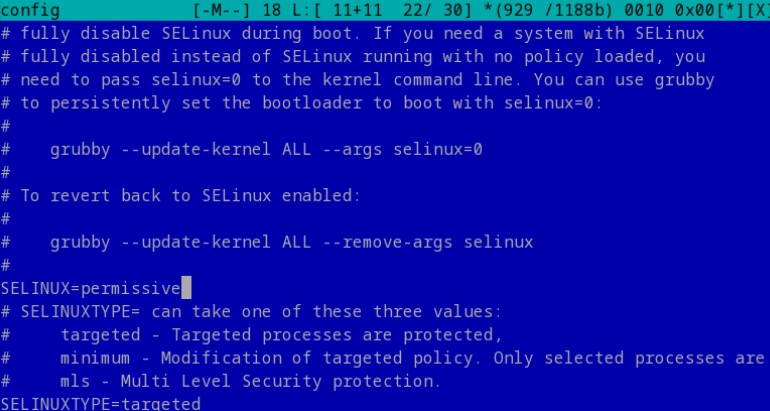 config [-M--] 18 L:[ 11+11 22/ 30] *(929 /1188b) 0010 0x00[*][X]
# fully disable SELinux during boot. If you need a system with SELinux
# fully disabled instead of SELinux running with no policy loaded, you
# need to pass selinux=0 to the kernel command line. You can use grubby
# to persistently set the bootloader to boot with selinux=0:
#
#    grubby --update-kernel ALL --args selinux=0
#
# To revert back to SELinux enabled:
#
#    grubby --update-kernel ALL --remove-args selinux
#
SELINUX=permissive
# SELINUXTYPE= can take one of these three values:
#     targeted - Targeted processes are protected,
#     minimum - Modification of targeted policy. Only selected processes are
#     mls - Multi Level Security protection.
SELINUXTYPE=targeted